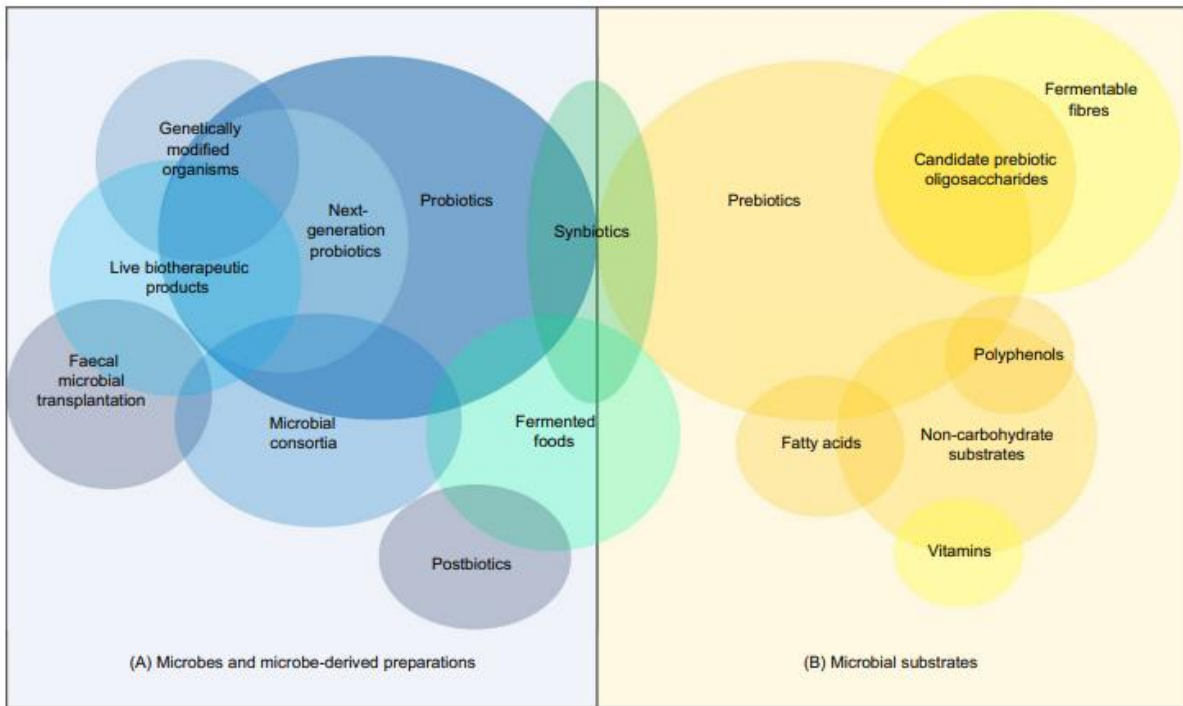 Genetically
modified
organisms
Next-
generation
probiotics
Probiotics
Live biotherapeutic
products
Faecal
microbial
transplantation
Microbial
consortia
Synbiotics
Fermented
foods
Postbiotics
(A) Microbes and microbe-derived preparations
Prebiotics
Fermentable
fibres
Candidate prebiotic
oligosaccharides
Polyphenols
Fatty acids
Non-carbohydrate
substrates
Vitamins
(B) Microbial substrates